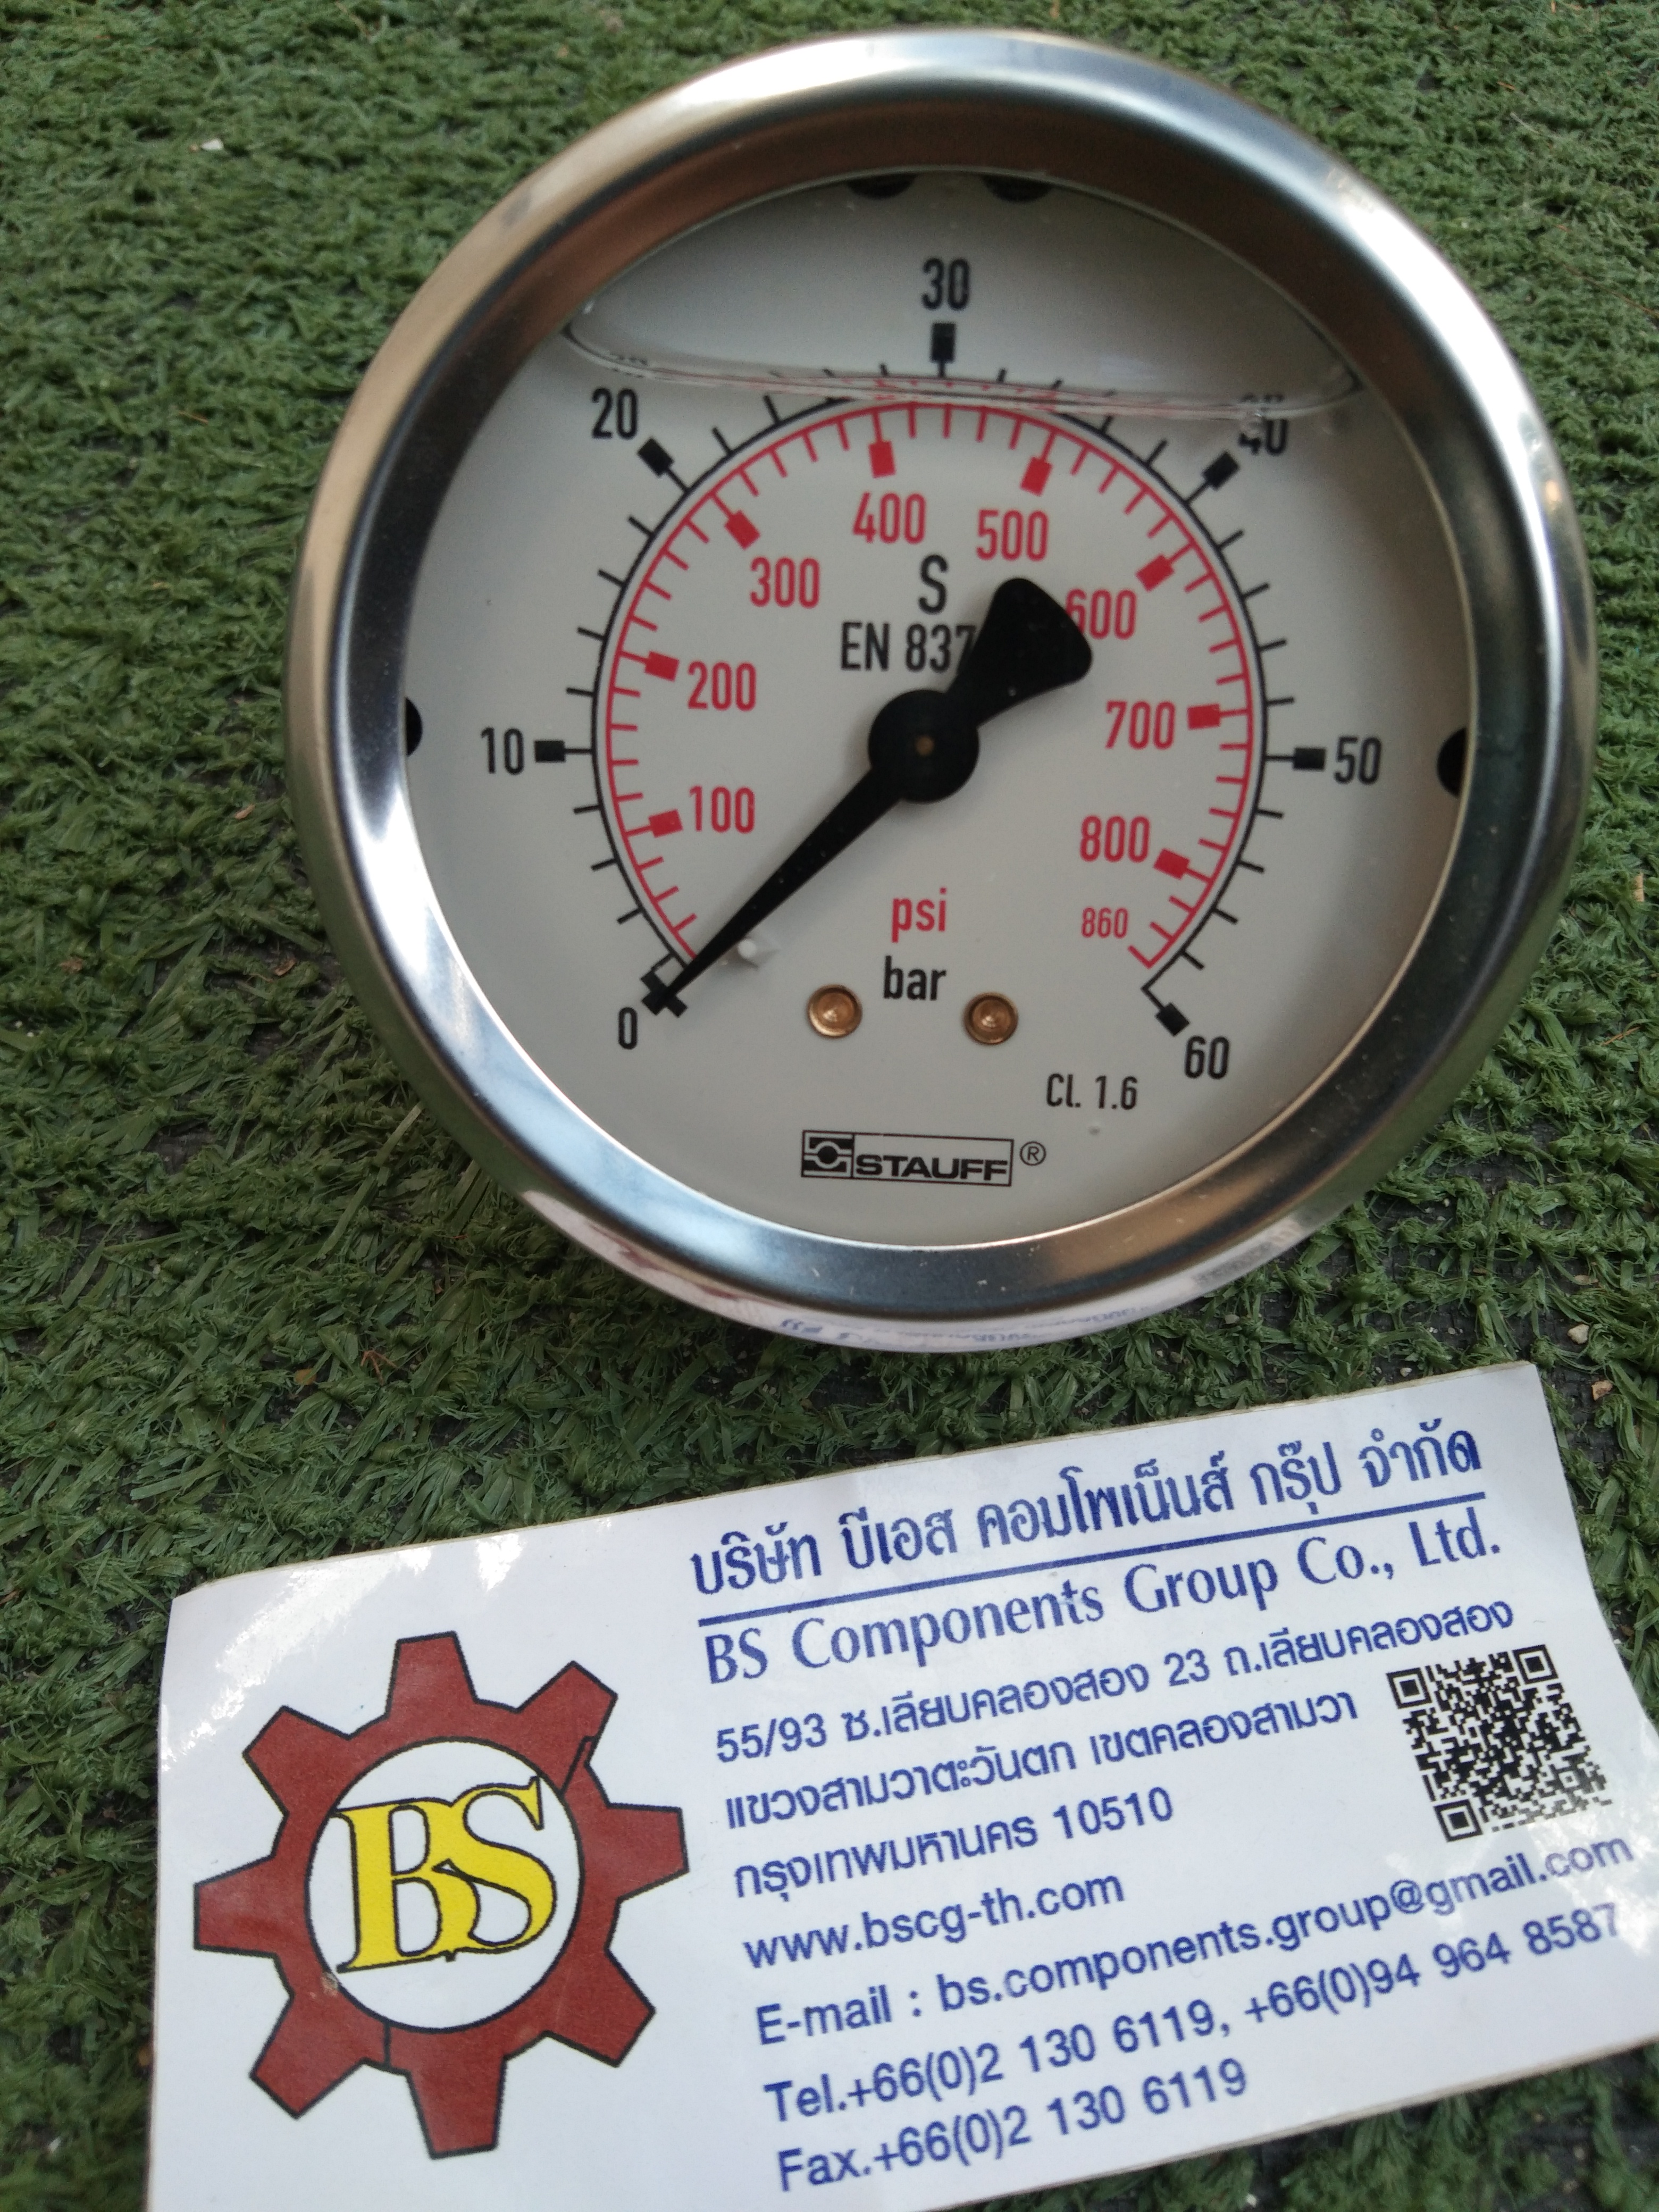 30
20
40
10
50
0
60
400
500
300
600
200
700
100
800
860
S
EN 837
psi
bar
Cl. 1.6
STAUFF®
บริษัท บีเอส คอมโพเน็นส์ กรุ๊ป จำกัด
BS Components Group Co., Ltd.
55/93 ซ.เลียบคลองสอง 23 ถ.เลียบคลองสอง
แขวงสามวาตะวันตก เขตคลองสามวา
กรุงเทพมหานคร 10510
www.bscg-th.com
E-mail : bs.components.group@gmail.com
Tel.+66(0)2 130 6119, +66(0)94 964 8587
Fax.+66(0)2 130 6119
BS